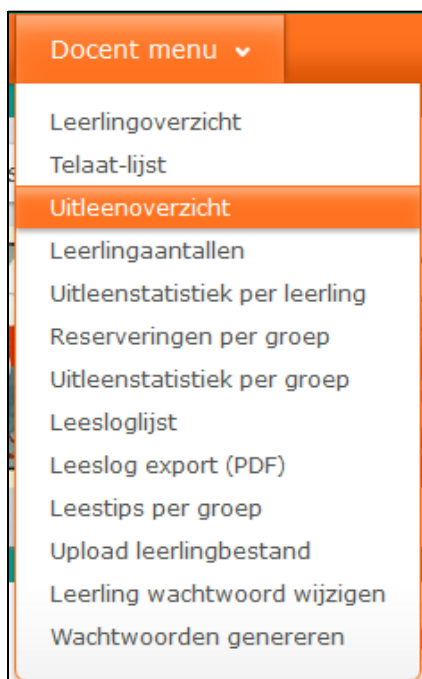 Docent menu
Leerlingoverzicht
Telaat-lijst
Uitleenoverzicht
Leerlingaantallen
Uitleenstatistiek per leerling
Reserveringen per groep
Uitleenstatistiek per groep
Leesloglijst
Leeslog export (PDF)
Leestips per groep
Upload leerlingbestand
Leerling wachtwoord wijzigen
Wachtwoorden genereren